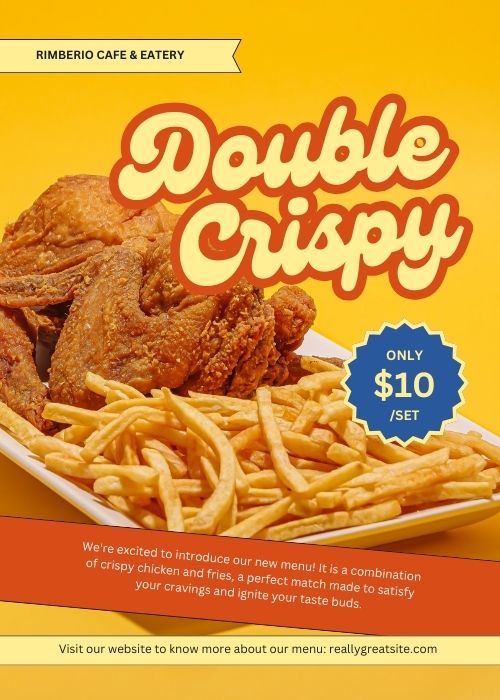 RIMBERIO CAFE & EATERY
Double
Crispy
ONLY
$10
/SET
We're excited to introduce our new menu! It is a combination
of crispy chicken and fries, a perfect match made to satisfy
your cravings and ignite your taste buds.
Visit our website to know more about our menu: reallygreatsite.com